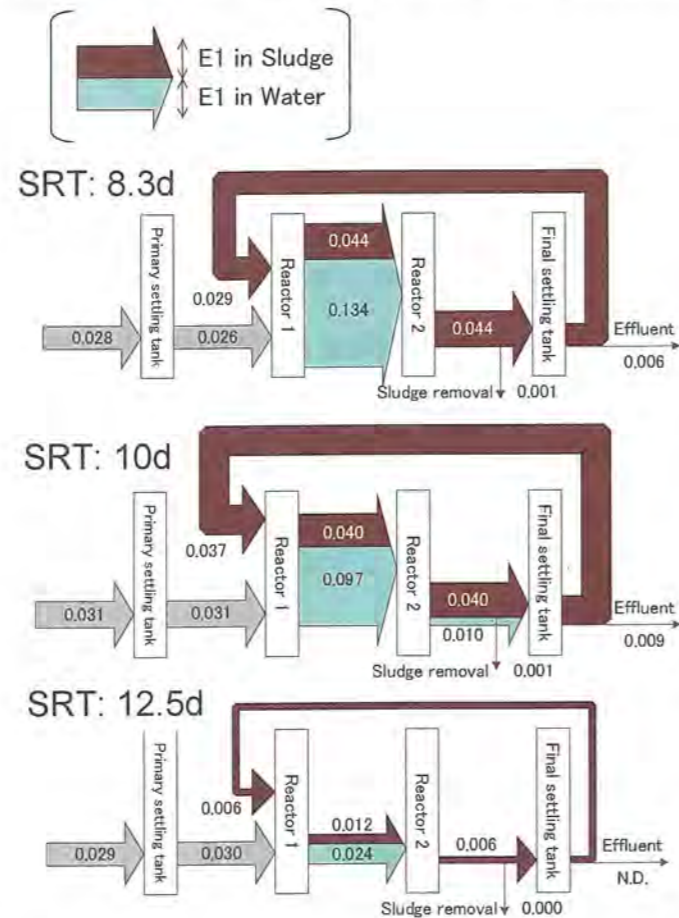 E1 in Sludge
E1 in Water
SRT: 8.3d
Primary settling tank
Reactor 1
Reactor 2
Final settling tank
0.029
0.044
0.134
0.028
0.026
0.044
Effluent
0.006
Sludge removal 0.001
SRT: 10d
Primary settling tank
Reactor 1
Reactor 2
Final settling tank
0.037
0.040
0.097
0.031
0.031
0.040
0.010
Effluent
0.009
Sludge removal 0.001
SRT: 12.5d
Primary settling tank
Reactor 1
Reactor 2
Final settling tank
0.006
0.012
0.024
0.029
0.030
0.006
Effluent
N.D.
Sludge removal 0.000